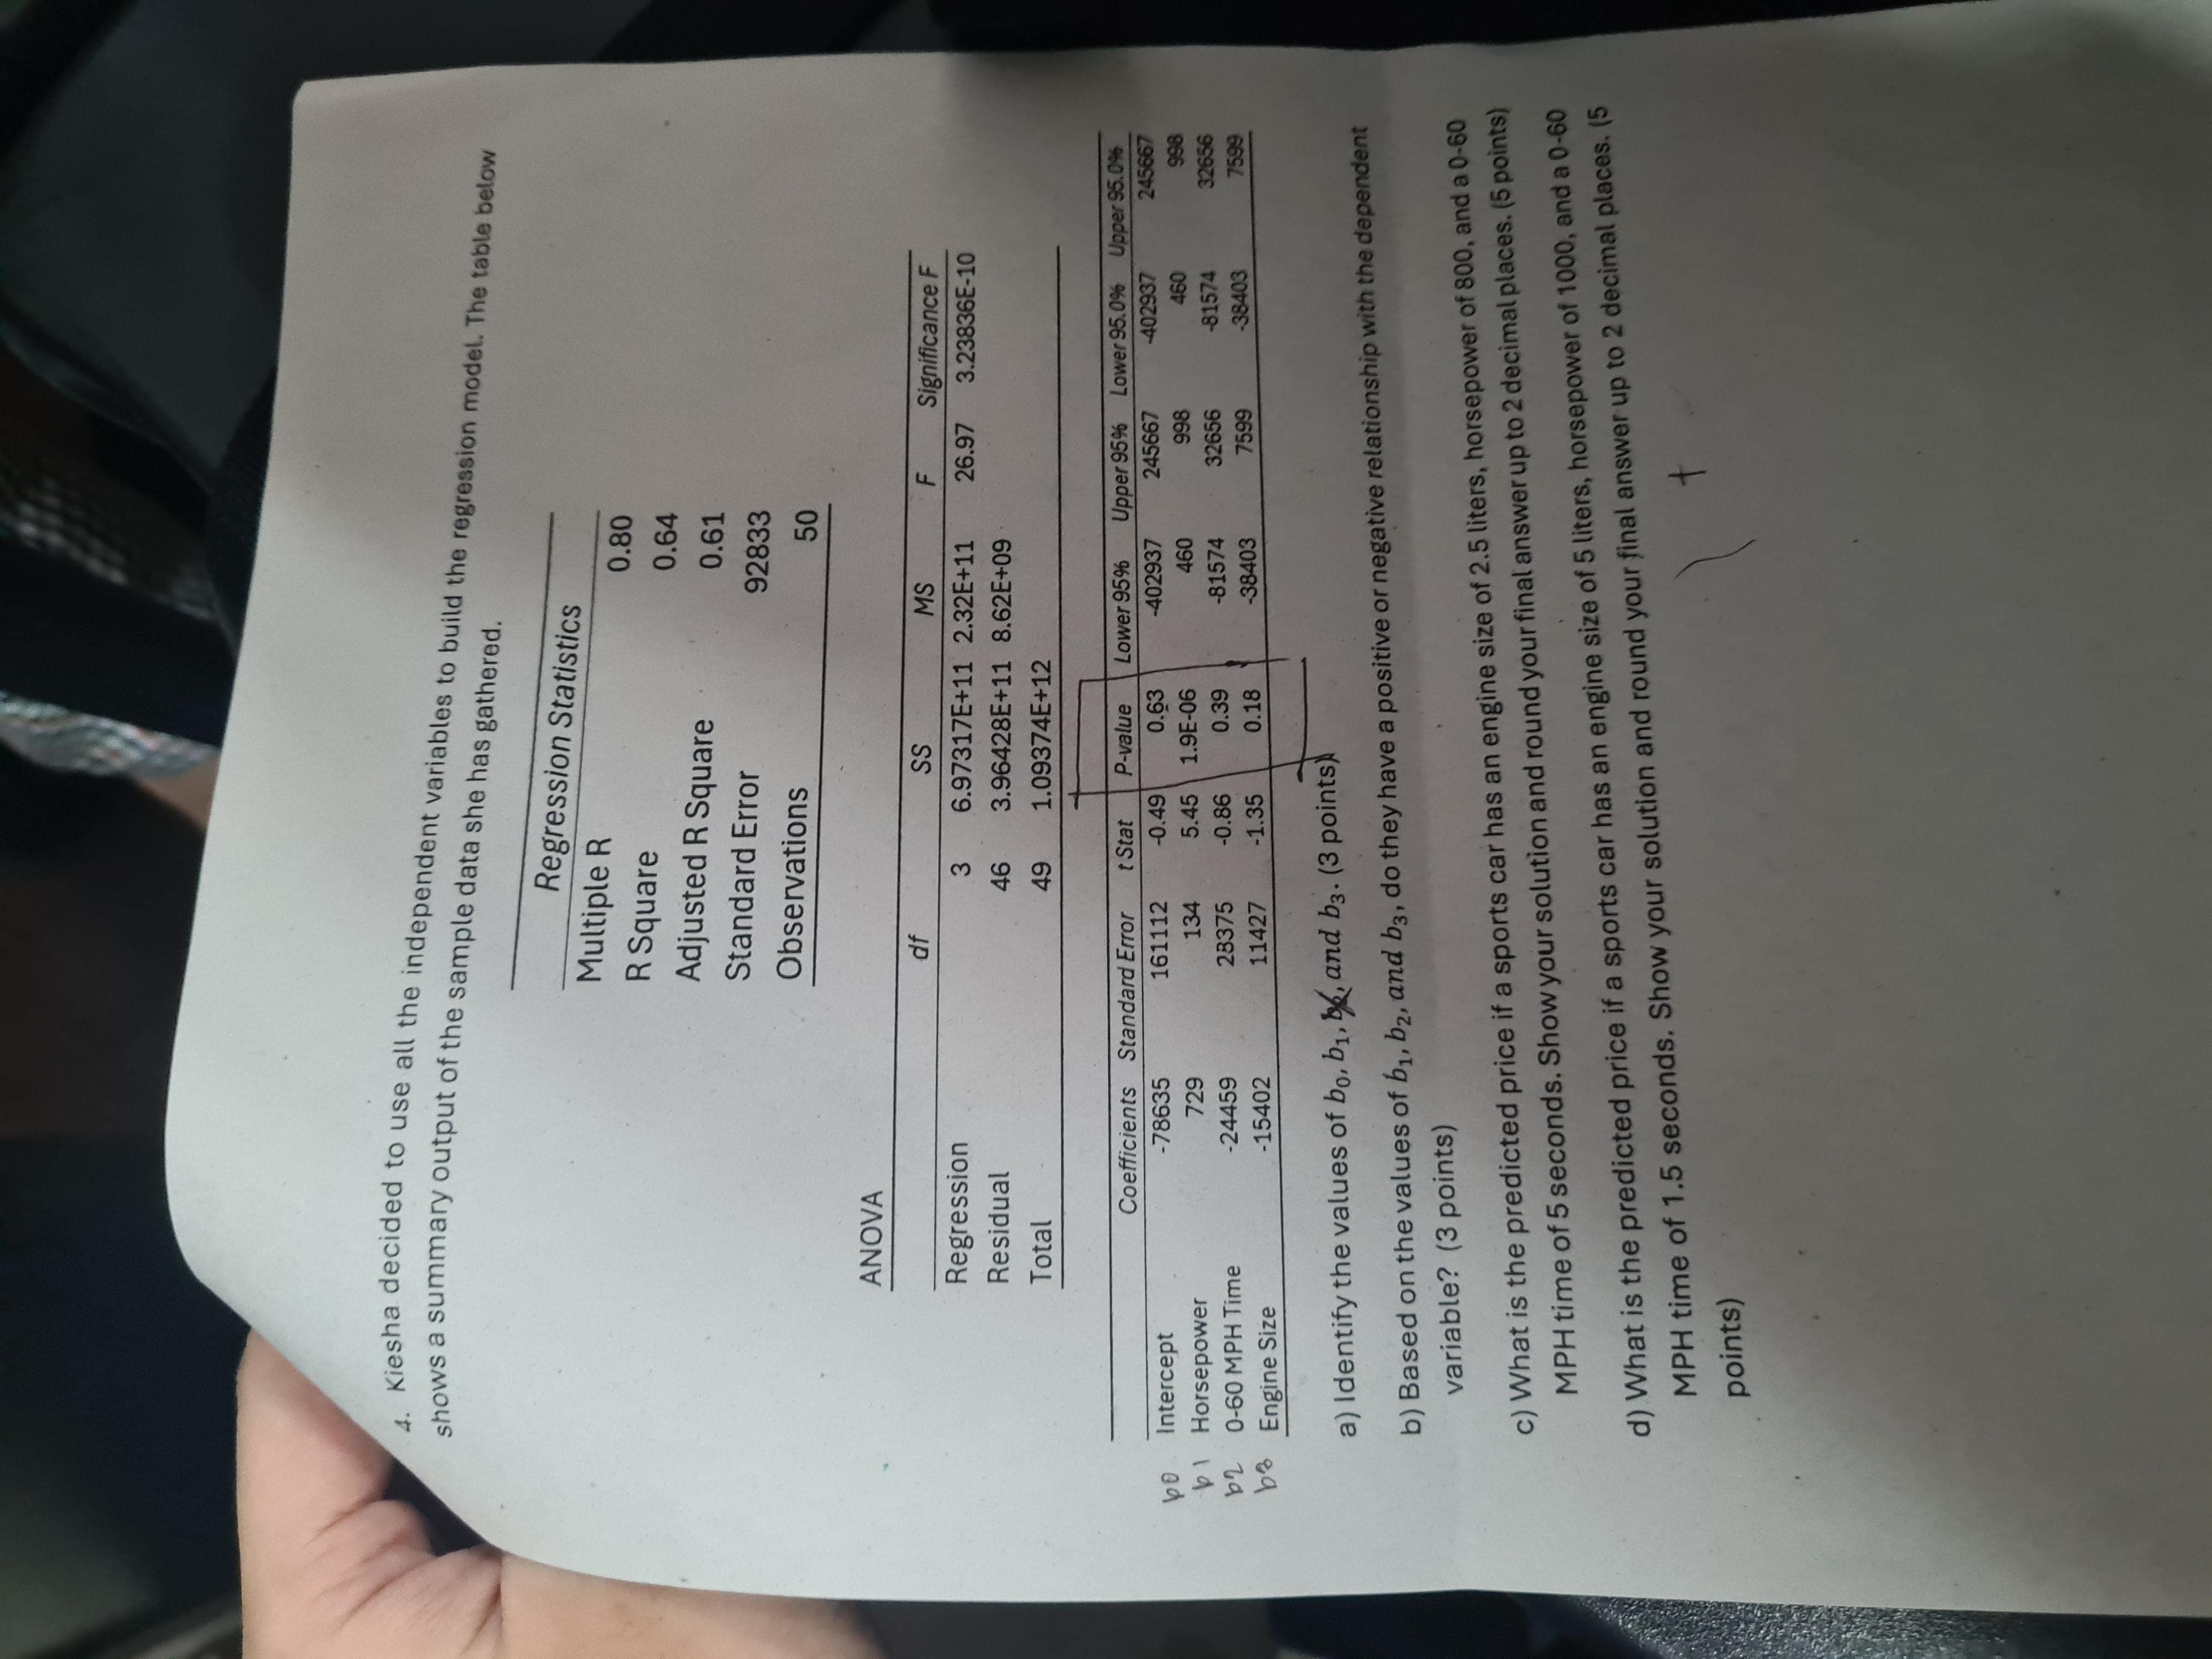 4. Kiesha decided to use all the independent variables to build the regression model. The table below
shows a summary output of the sample data she has gathered.
Regression Statistics
Multiple R 0.80
R Square 0.64
Adjusted R Square 0.61
Standard Error 92833
Observations 50
ANOVA
df SS MS F Significance F
Regression 3 6.97317E+11 2.32E+11 26.97 3.23836E-10
Residual 46 3.96428E+11 8.62E+09
Total 49 1.09374E+12
Coefficients Standard Error t Stat P-value Lower 95% Upper 95% Lower 95.0% Upper 95.0%
b0 Intercept -78635 161112 -0.49 0.63 -402937 245667 -402937 245667
b1 Horsepower 729 134 5.45 1.9E-06 460 998 460 998
b2 0-60 MPH Time -24459 28375 -0.86 0.39 -81574 32656 -81574 32656
b3 Engine Size -15402 11427 -1.35 0.18 -38403 7599 -38403 7599
a) Identify the values of b₀, b₁, b₂, and b₃. (3 points)
b) Based on the values of b₁, b₂, and b₃, do they have a positive or negative relationship with the dependent
variable? (3 points)
c) What is the predicted price if a sports car has an engine size of 2.5 liters, horsepower of 800, and a 0-60
MPH time of 5 seconds. Show your solution and round your final answer up to 2 decimal places. (5 points)
d) What is the predicted price if a sports car has an engine size of 5 liters, horsepower of 1000, and a 0-60
MPH time of 1.5 seconds. Show your solution and round your final answer up to 2 decimal places. (5
points)